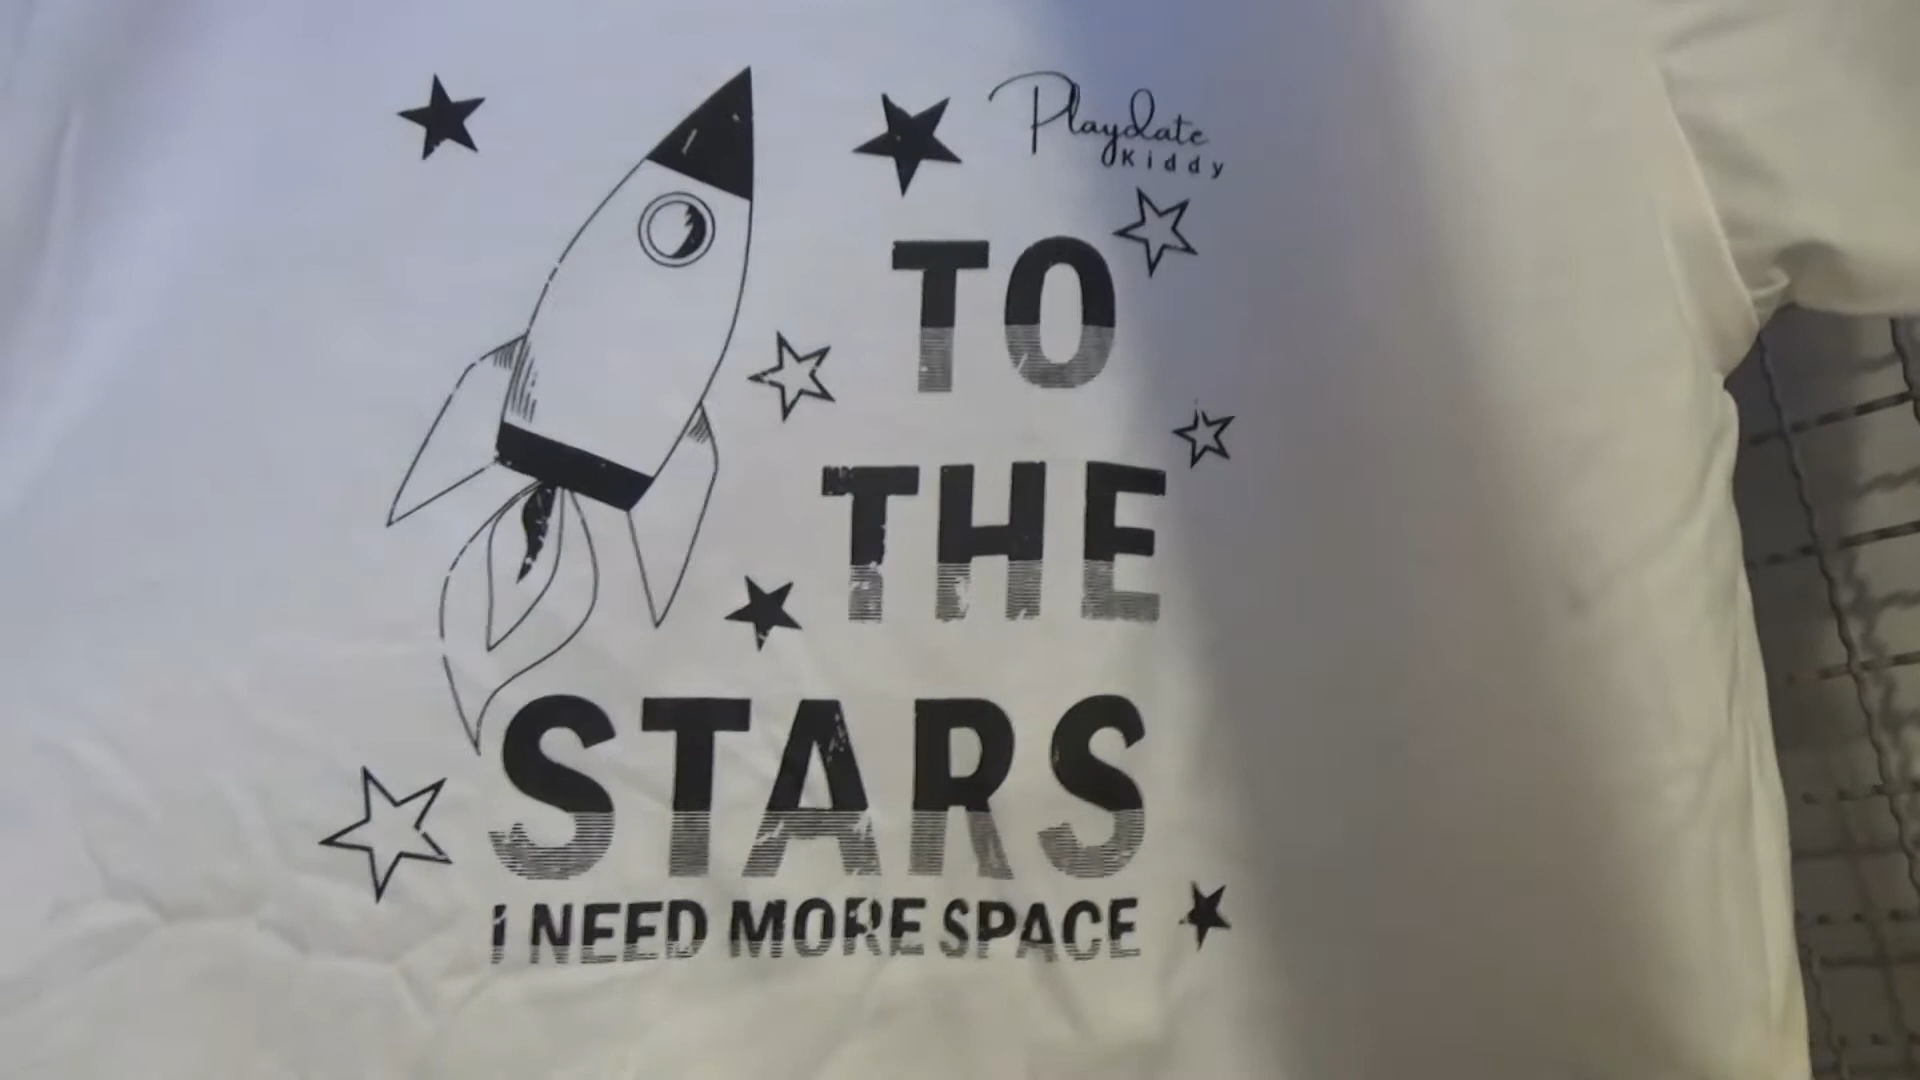 Playdate
Kiddy
TO
THE
STARS
I NEED MORE SPACE